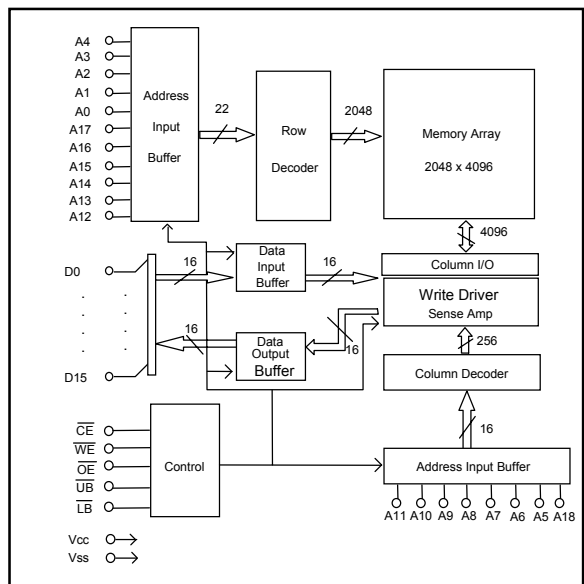 A4
A3
A2
A1
A0
A17
A16
A15
A14
A13
A12
Address
Input
Buffer
22
Row
Decoder
2048
Memory Array
2048 x 4096
4096
D0
.
.
.
.
.
.
.
.
D15
16
Data
Input
Buffer
16
Column I/O
Write Driver
Sense Amp
16
Data
Output
Buffer
16
256
Column Decoder
16
CE
WE
OE
UB
LB
Control
Address Input Buffer
A11 A10 A9 A8 A7 A6 A5 A18
Vcc
Vss